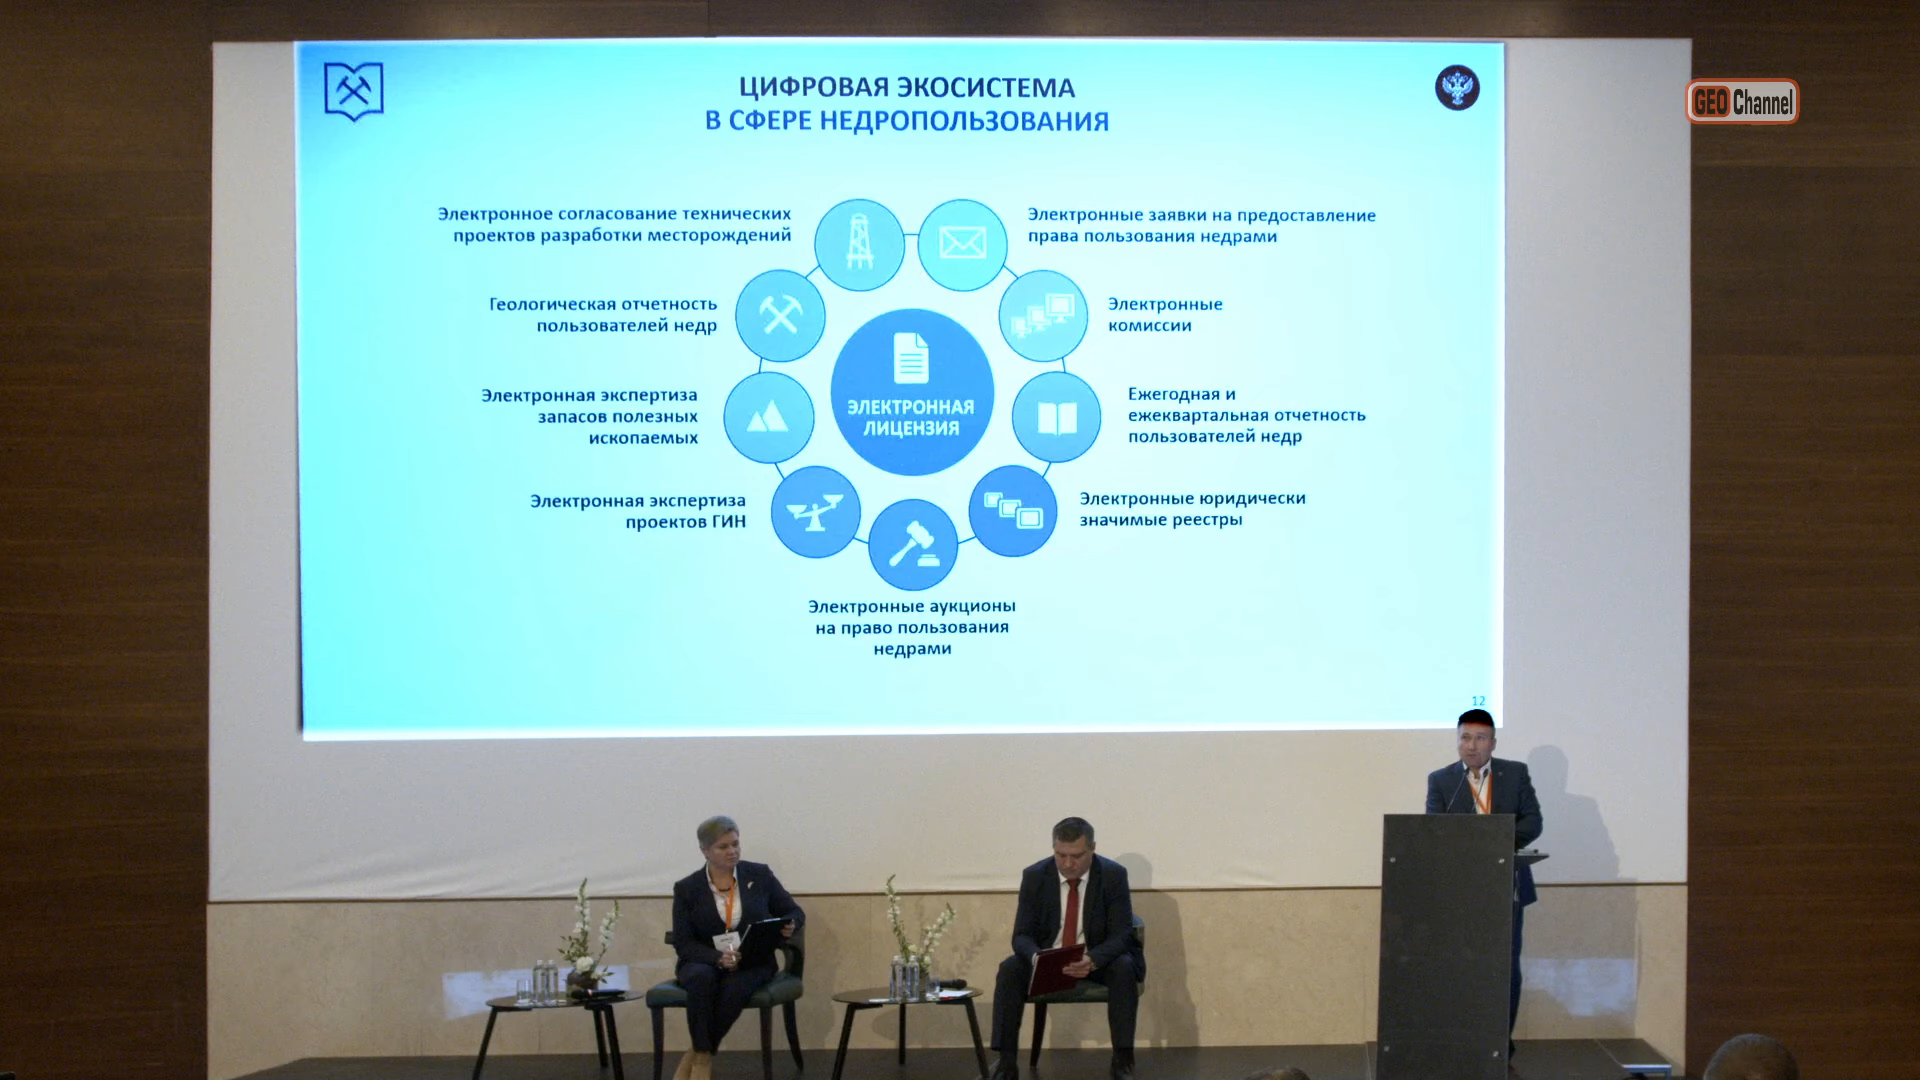 ЦИФРОВАЯ ЭКОСИСТЕМА
В СФЕРЕ НЕДРОПОЛЬЗОВАНИЯ
GEO Channel
Электронное согласование технических
проектов разработки месторождений
Электронные заявки на предоставление
права пользования недрами
Геологическая отчетность
пользователей недр
Электронные
комиссии
Электронная экспертиза
запасов полезных
ископаемых
ЭЛЕКТРОННАЯ
ЛИЦЕНЗИЯ
Ежегодная и
ежеквартальная отчетность
пользователей недр
Электронная экспертиза
проектов ГИН
Электронные юридически
значимые реестры
Электронные аукционы
на право пользования
недрами
12